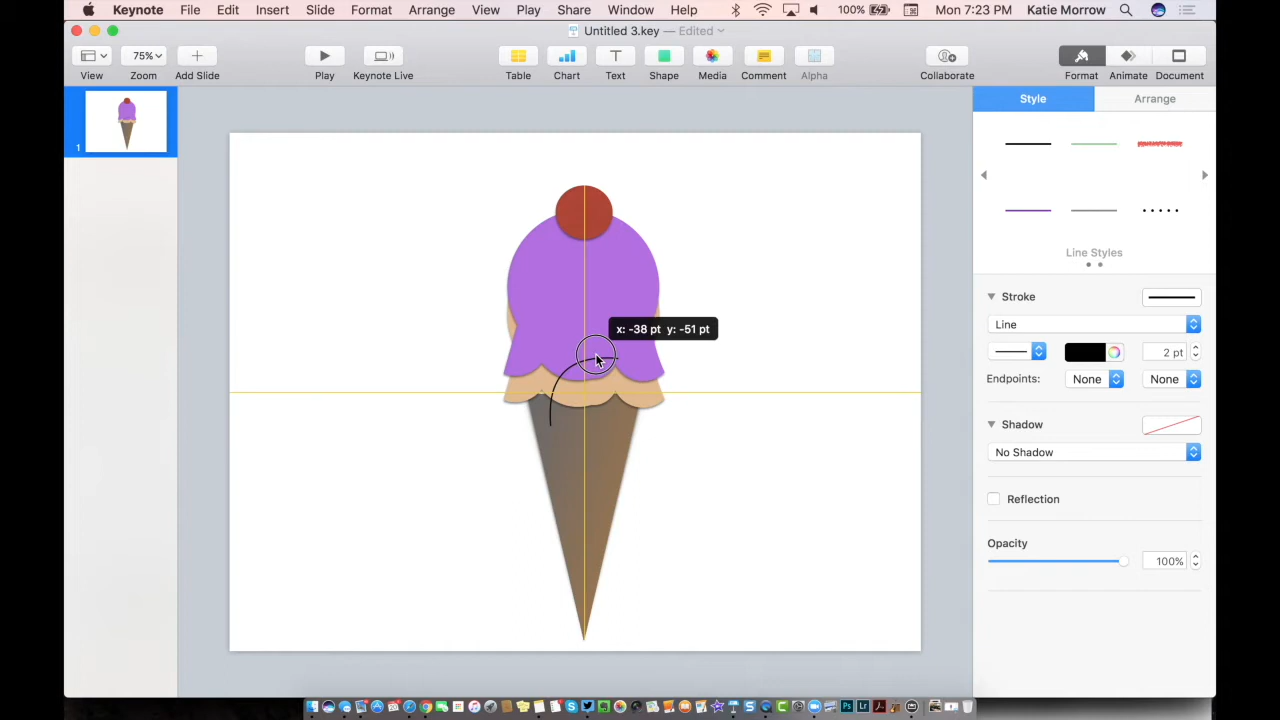 Keynote File Edit Insert Slide Format Arrange View Play Share Window Help 100% Mon 7:23 PM Katie Morrow
Untitled 3.key — Edited
75%
View Zoom Add Slide Play Keynote Live Table Chart Text Shape Media Comment Alpha Collaborate Format Animate Document
1
Style Arrange
Line Styles
Stroke
Line
2 pt
Endpoints: None None
Shadow
No Shadow
Reflection
Opacity
100%
x: -38 pt y: -51 pt